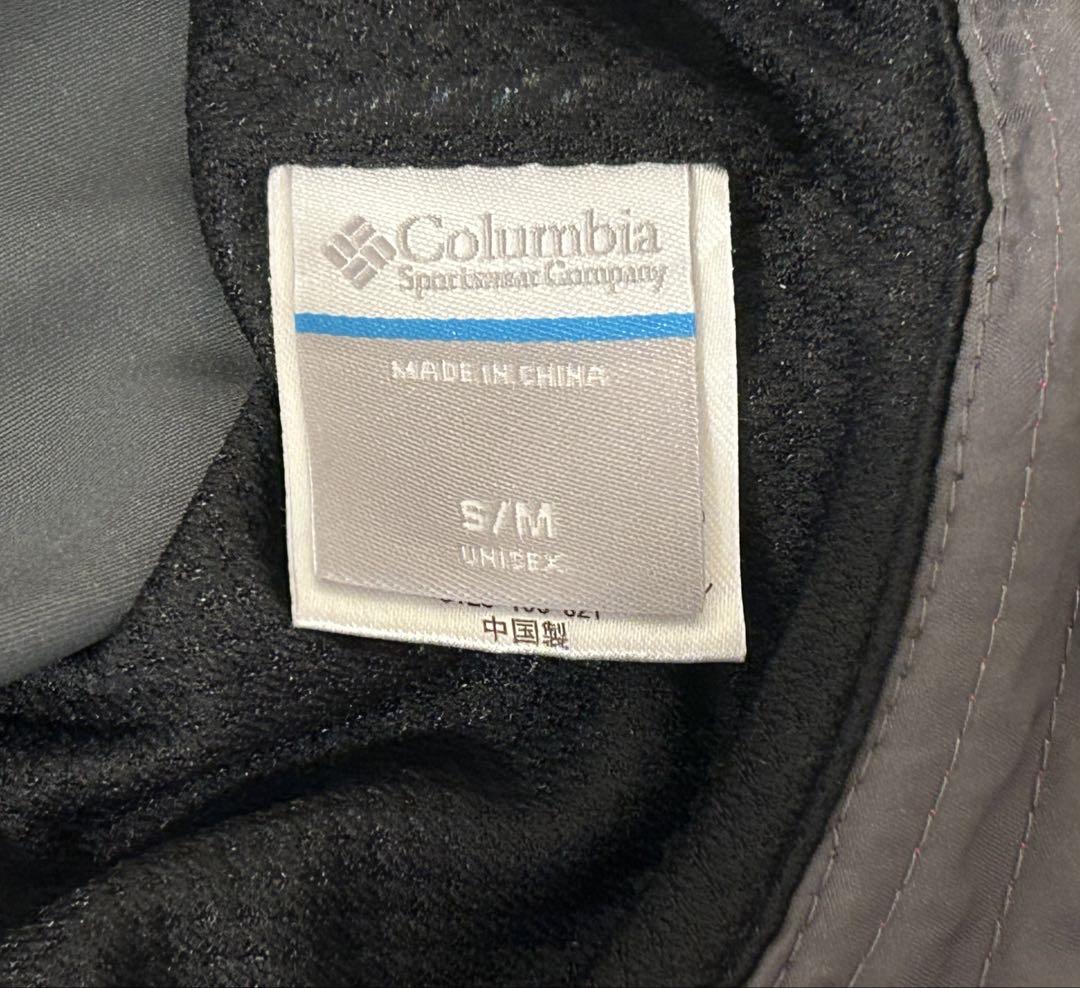 Columbia
Sportswear Company
MADE IN CHINA
S/M
UNISEX
中国製